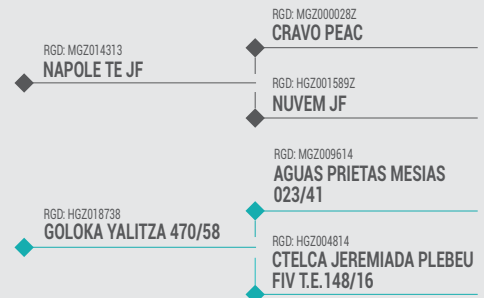 RGD: MGZ000028Z
CRAVO PEAC
RGD: MGZ014313
NAPOLE TE JF
RGD: HGZ001589Z
NUVEM JF
RGD: MGZ009614
AGUAS PRIETAS MESIAS
023/41
RGD: HGZ018738
GOLOKA YALITZA 470/58
RGD: HGZ004814
CTELCA JEREMIADA PLEBEU
FIV T.E.148/16